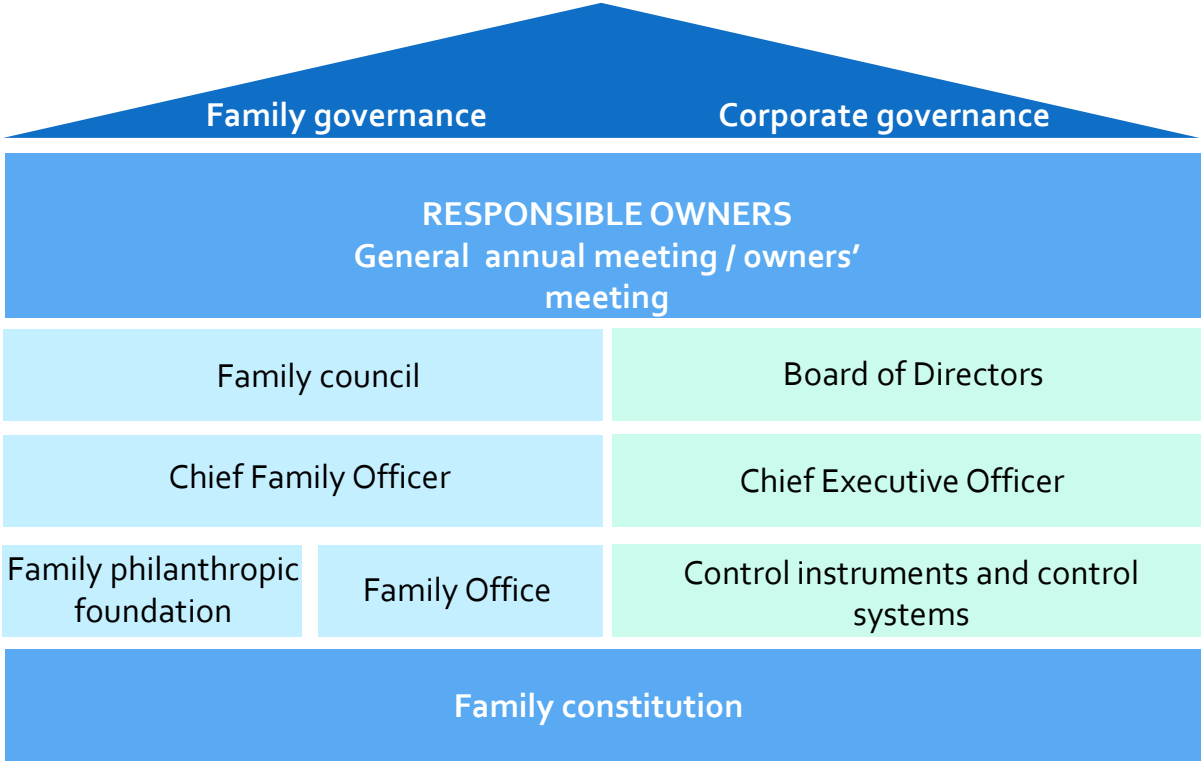 Family governance
Corporate governance
RESPONSIBLE OWNERS
General annual meeting / owners’
meeting
Family council
Board of Directors
Chief Family Officer
Chief Executive Officer
Family philanthropic
foundation
Family Office
Control instruments and control
systems
Family constitution